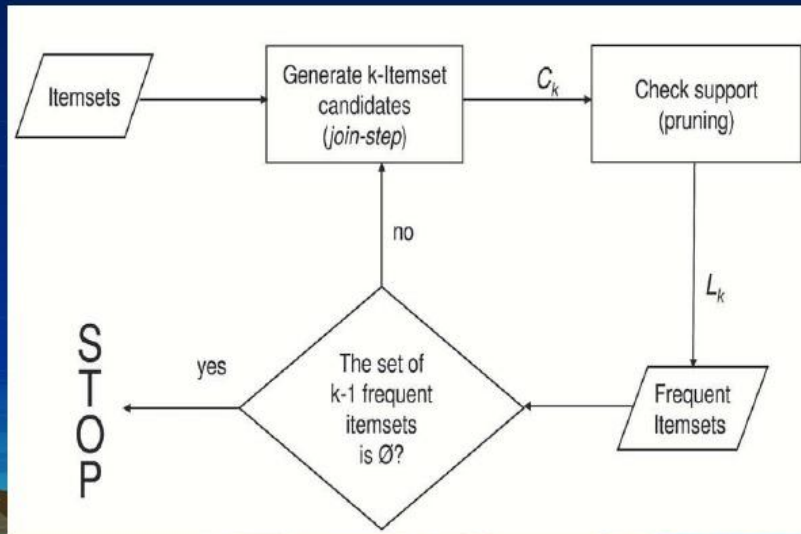 Itemsets
Generate k-Itemset
candidates
(join-step)
Cₖ
Check support
(pruning)
Lₖ
Frequent
Itemsets
The set of
k-1 frequent
itemsets
is Ø?
no
yes
STOP